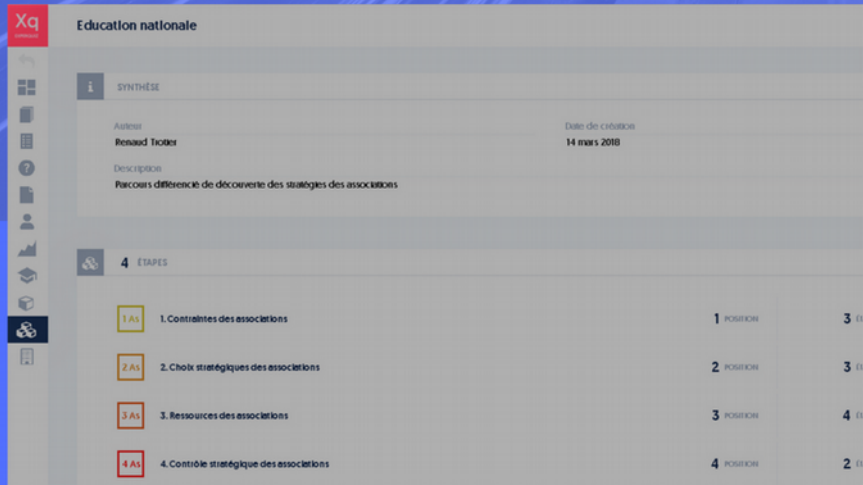 Xq
Education nationale
SYNTHÈSE
Auteur
Date de création
Renaud Trotier
14 mars 2018
Description
Parcours différencié de découverte des stratégies des associations
4 ÉTAPES
1 As 1. Contraintes des associations 1 POSITION 3
2 As 2. Choix stratégiques des associations 2 POSITION 3
3 As 3. Ressources des associations 3 POSITION 4
4 As 4. Contrôle stratégique des associations 4 POSITION 2